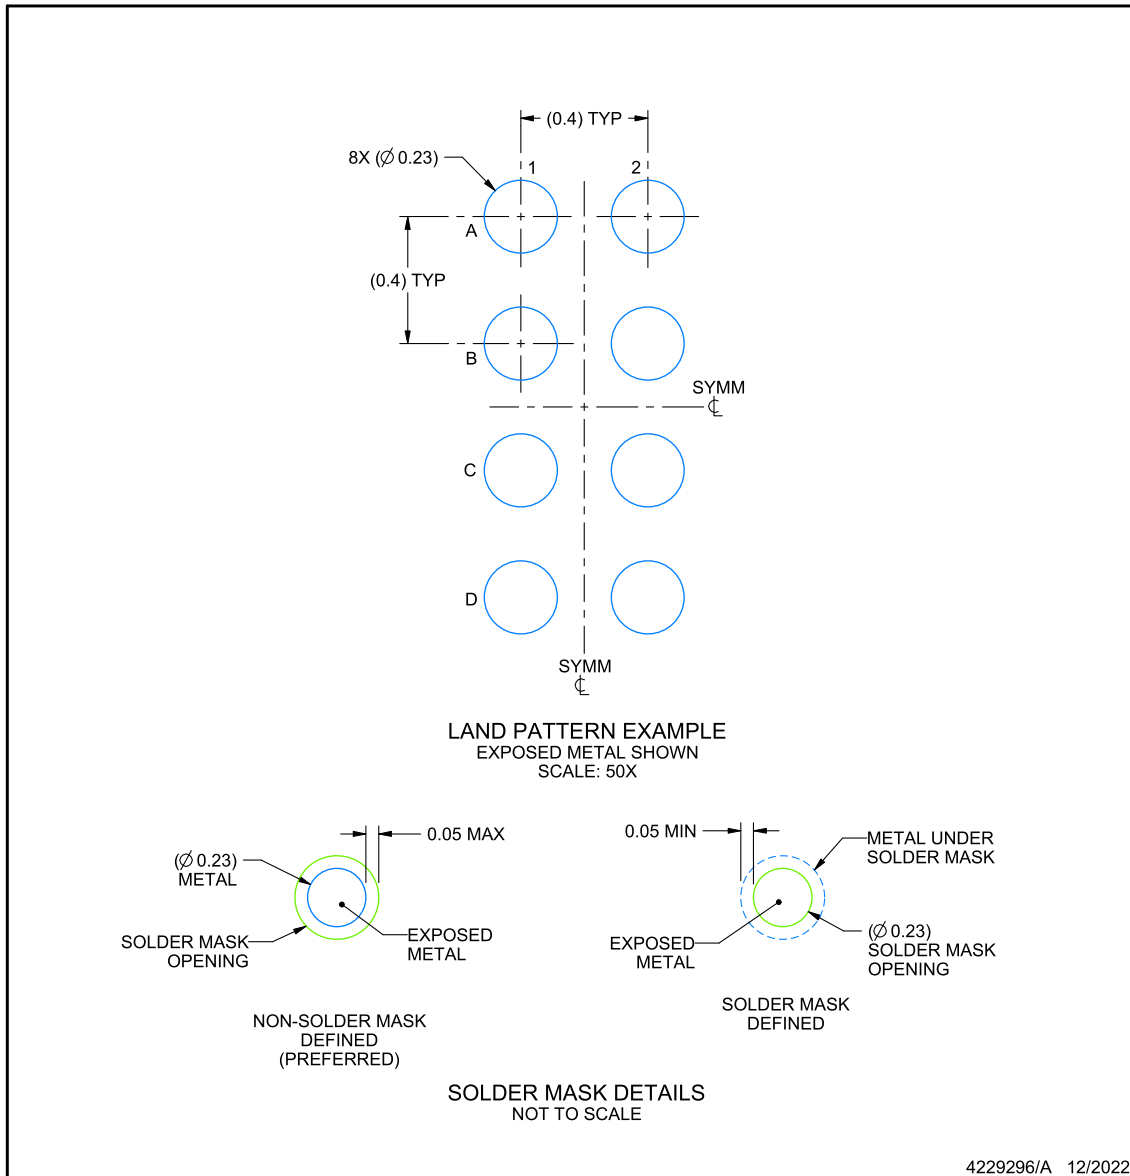 (0.4) TYP
8X (∅ 0.23)
1
2
A
(0.4) TYP
B
SYMM
℄
C
D
SYMM
℄
LAND PATTERN EXAMPLE
EXPOSED METAL SHOWN
SCALE: 50X
0.05 MAX
(∅ 0.23)
METAL
SOLDER MASK
OPENING
EXPOSED
METAL
NON-SOLDER MASK
DEFINED
(PREFERRED)
0.05 MIN
METAL UNDER
SOLDER MASK
EXPOSED
METAL
(∅ 0.23)
SOLDER MASK
OPENING
SOLDER MASK
DEFINED
SOLDER MASK DETAILS
NOT TO SCALE
4229296/A 12/2022